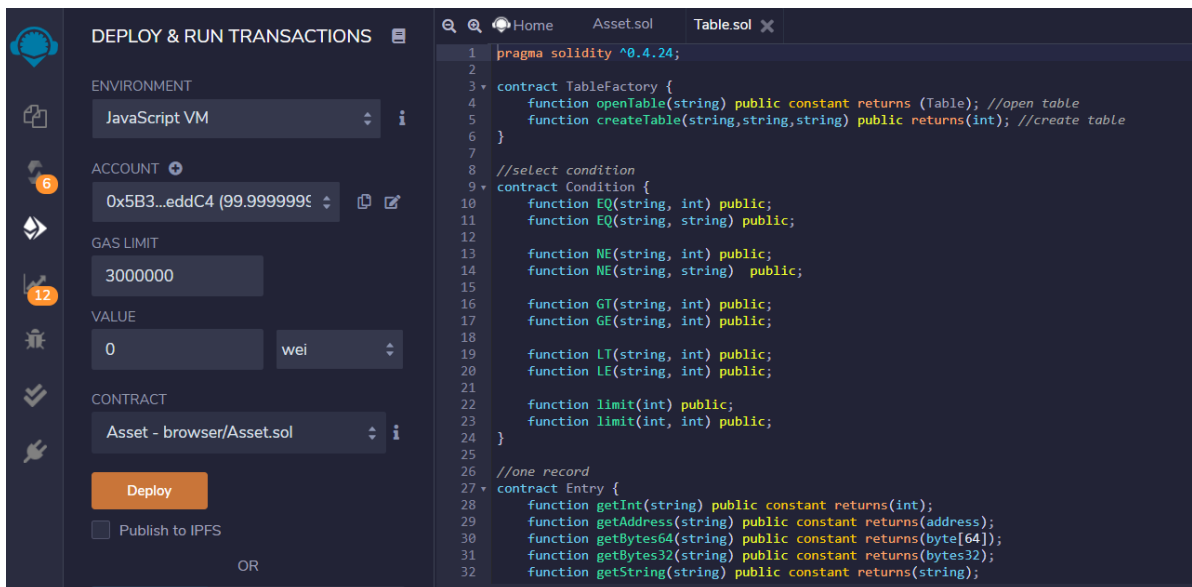 DEPLOY & RUN TRANSACTIONS
ENVIRONMENT
JavaScript VM
ACCOUNT
0x5B3...eddC4 (99.9999999
GAS LIMIT
3000000
VALUE
0
wei
CONTRACT
Asset - browser/Asset.sol
Deploy
Publish to IPFS
OR
6
12
Home Asset.sol Table.sol
1 pragma solidity ^0.4.24;
2
3 contract TableFactory {
4 function openTable(string) public constant returns (Table); //open table
5 function createTable(string,string,string) public returns(int); //create table
6 }
7
8 //select condition
9 contract Condition {
10 function EQ(string, int) public;
11 function EQ(string, string) public;
12
13 function NE(string, int) public;
14 function NE(string, string)  public;
15
16 function GT(string, int) public;
17 function GE(string, int) public;
18
19 function LT(string, int) public;
20 function LE(string, int) public;
21
22 function limit(int) public;
23 function limit(int, int) public;
24 }
25
26 //one record
27 contract Entry {
28 function getInt(string) public constant returns(int);
29 function getAddress(string) public constant returns(address);
30 function getBytes64(string) public constant returns(byte[64]);
31 function getBytes32(string) public constant returns(bytes32);
32 function getString(string) public constant returns(string);